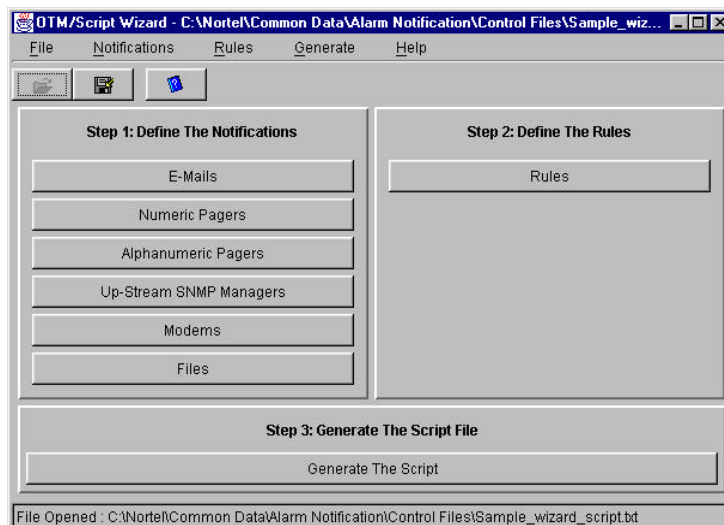 OTM/Script Wizard - C:\Nortel\Common Data\Alarm Notification\Control Files\Sample_wiz...
File Notifications Rules Generate Help
Step 1: Define The Notifications
E-Mails
Numeric Pagers
Alphanumeric Pagers
Up-Stream SNMP Managers
Modems
Files
Step 2: Define The Rules
Rules
Step 3: Generate The Script File
Generate The Script
File Opened : C:\Nortel\Common Data\Alarm Notification\Control Files\Sample_wizard_script.txt